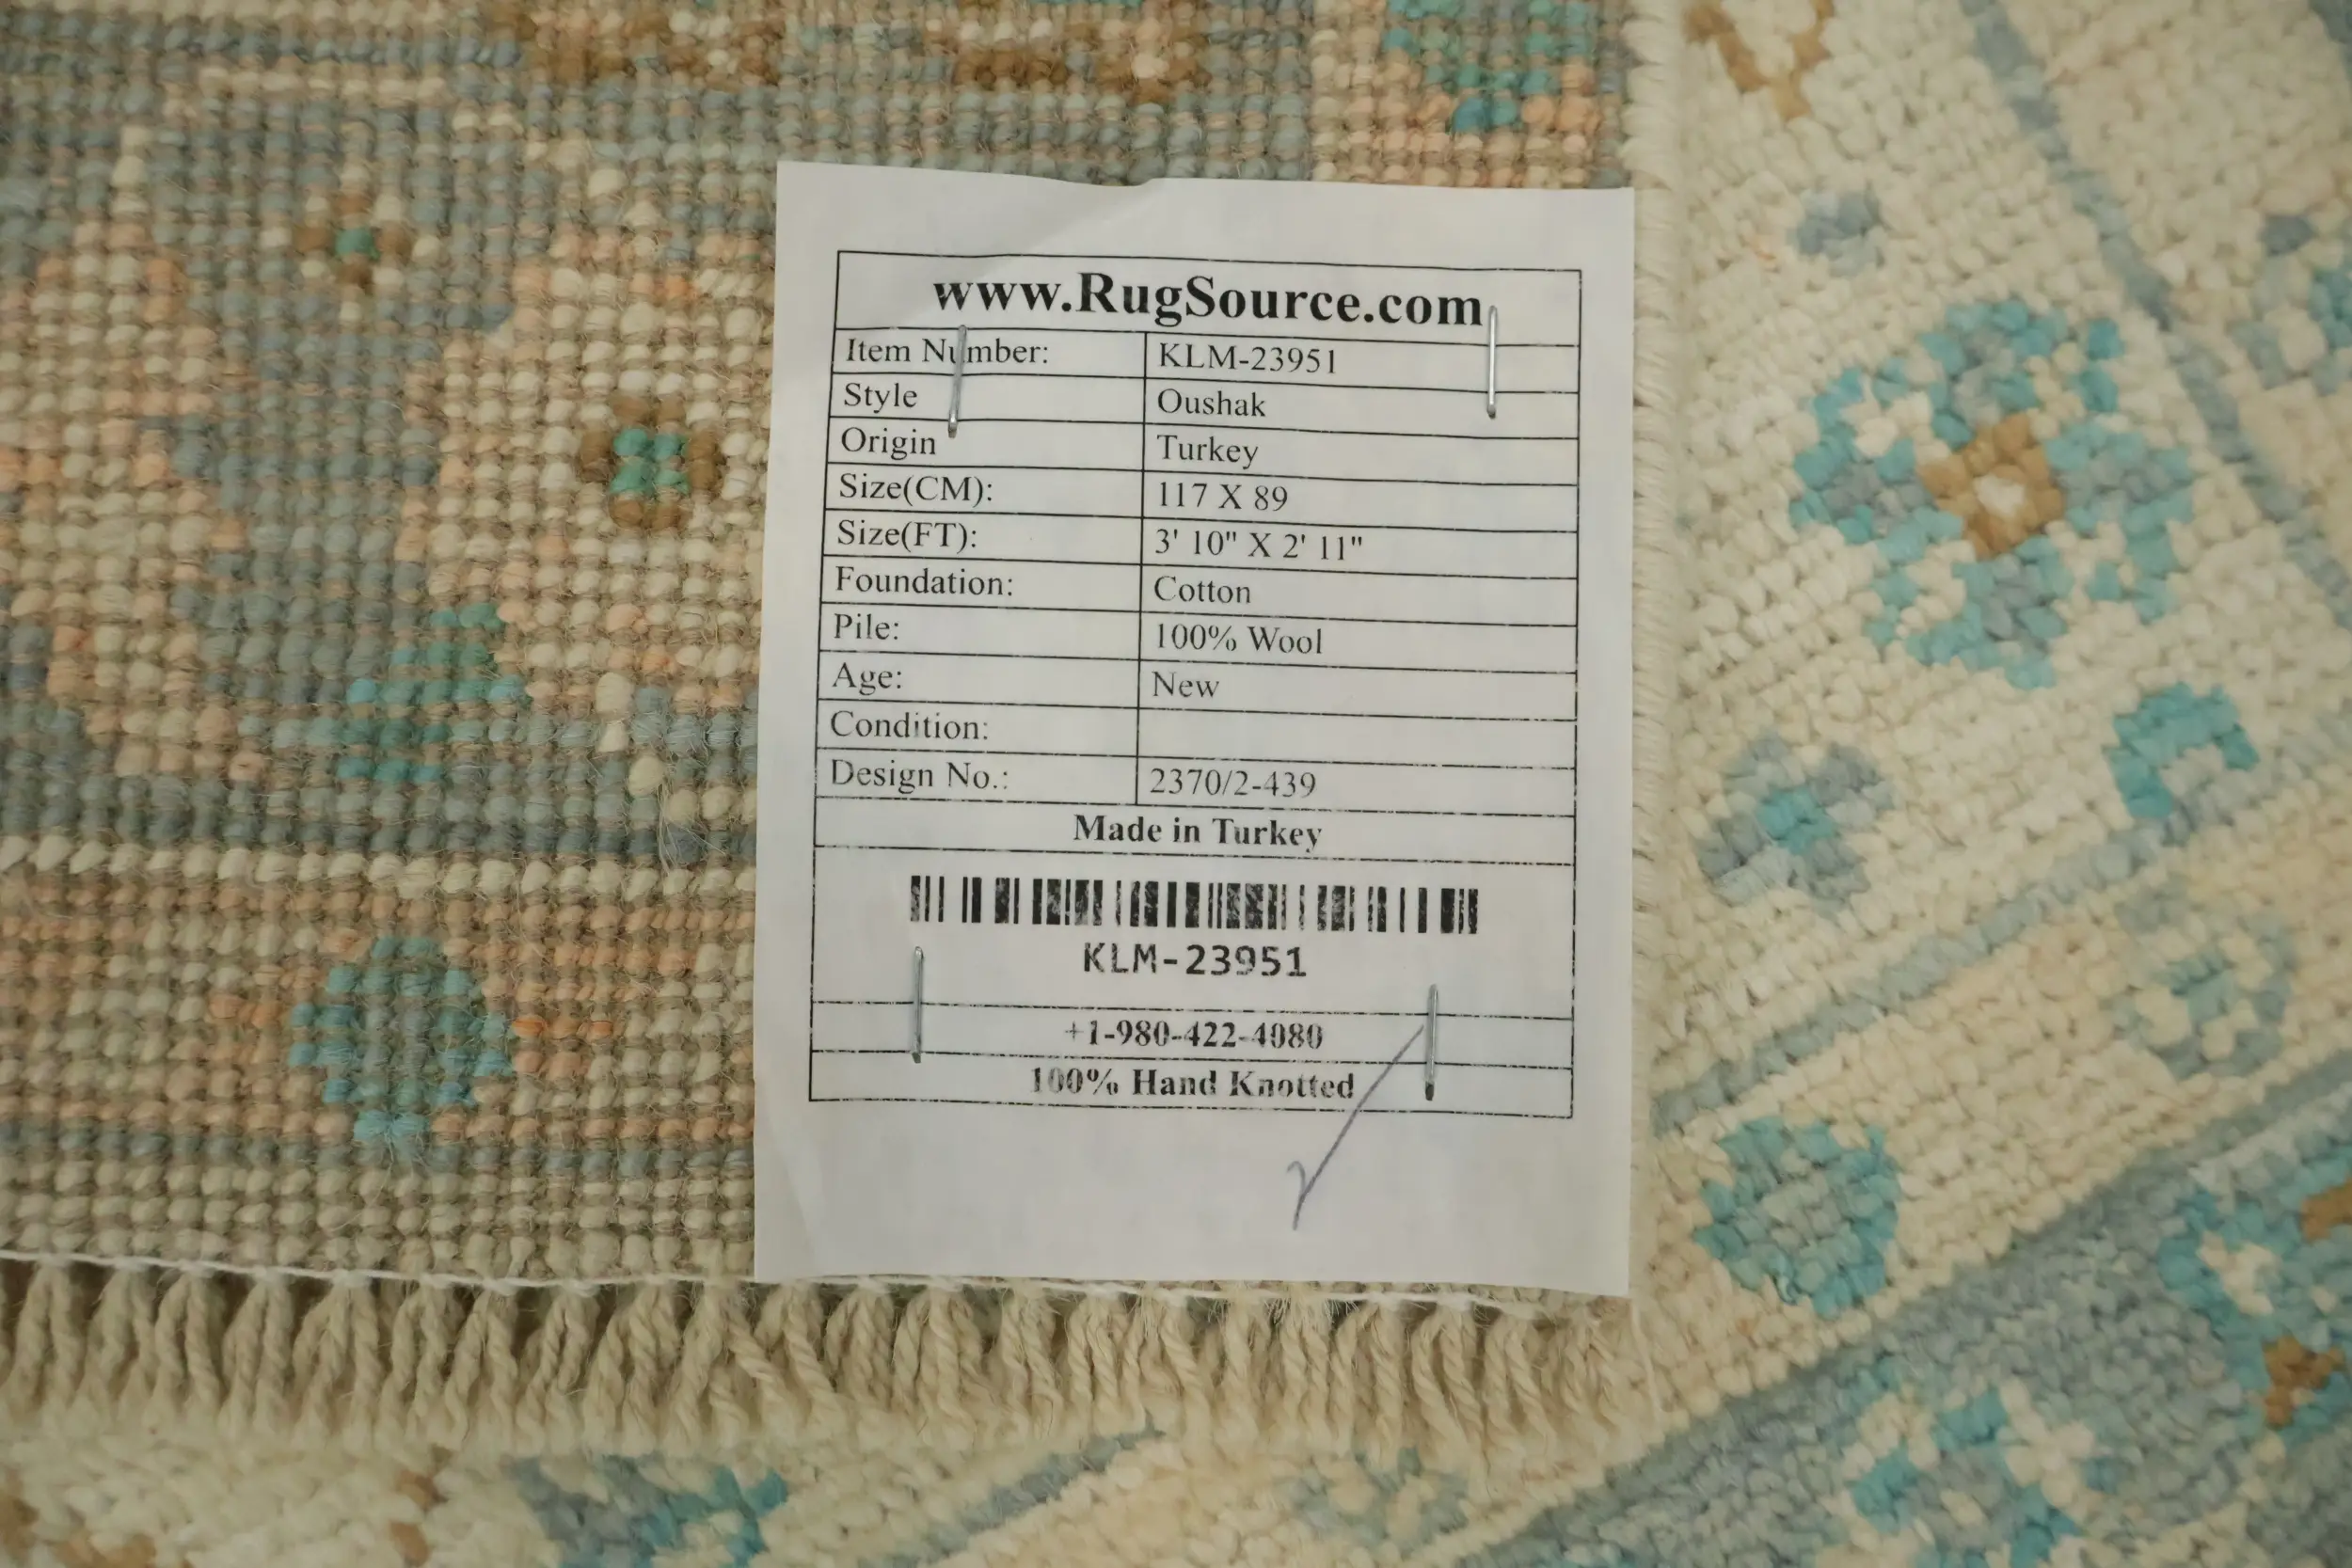 www.RugSource.com
Item Number: KLM-23951
Style Oushak
Origin Turkey
Size(CM): 117 X 89
Size(FT): 3' 10" X 2' 11"
Foundation: Cotton
Pile: 100% Wool
Age: New
Condition:
Design No.: 2370/2-439
Made in Turkey
KLM-23951
+1-980-422-4080
100% Hand Knotted